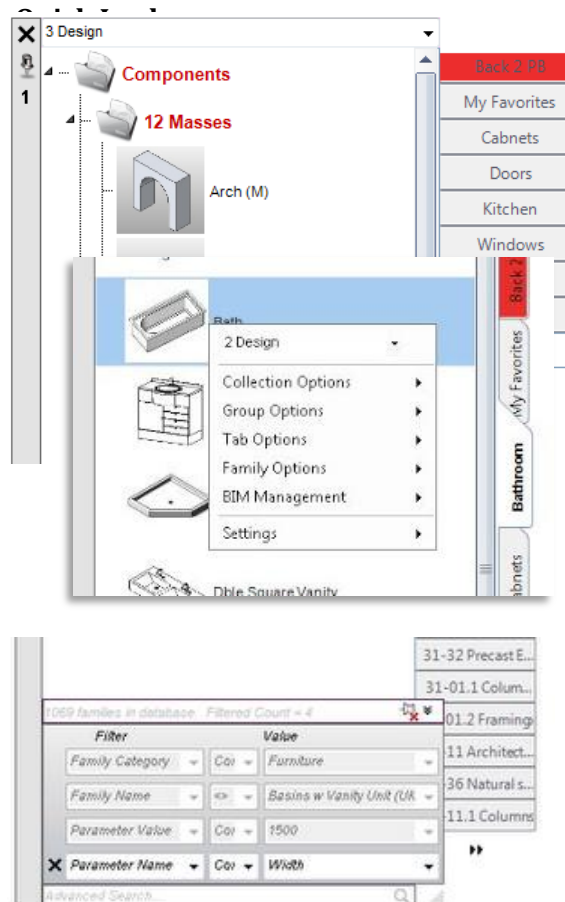 3 Design
Back 2 PB
Components
1
My Favorites
12 Masses
Cabnets
Doors
Arch (M)
Kitchen
Windows
Back 2
Bath
2 Design
My Favorites
Collection Options
Group Options
Tab Options
Family Options
Bathroom
BIM Management
Settings
Dble Square Vanity
31-32 Precast E...
31-01.1 Colum...
1069 families in database Filtered Count = 4
01.2 Framing
Filter Value
11 Architect...
Family Category Cor Furniture
36 Natural s...
Family Name <> Basins w Vanity Unit (UK
11.1 Columns
Parameter Value Cor 1500
Parameter Name Cor Width
Advanced Search...